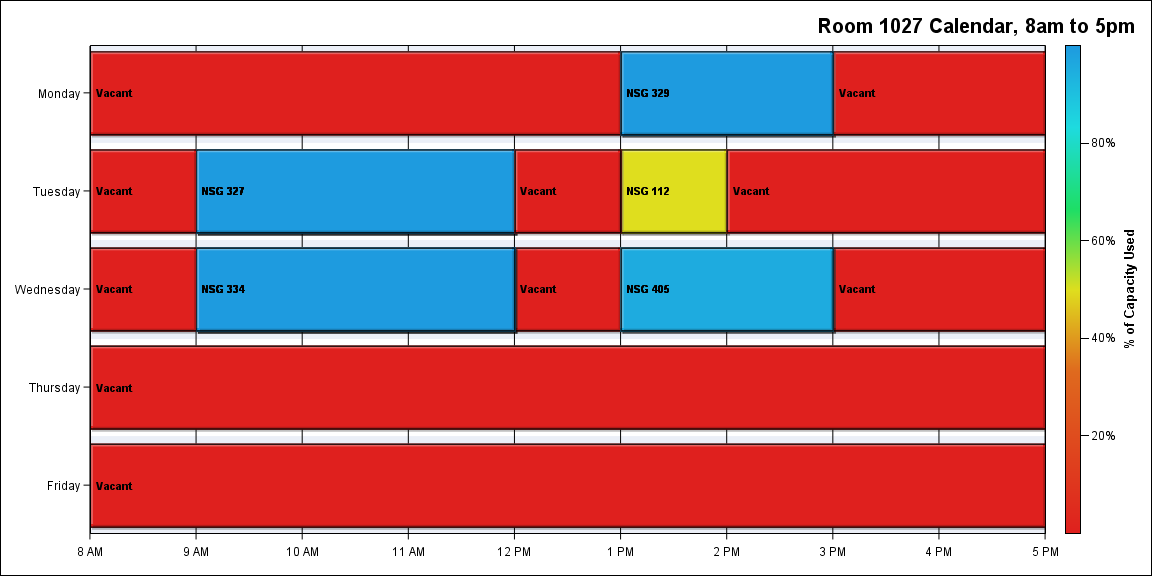 Room 1027 Calendar, 8am to 5pm
Monday
Vacant
NSG 329
Vacant
Tuesday
Vacant
NSG 327
Vacant
NSG 112
Vacant
Wednesday
Vacant
NSG 334
Vacant
NSG 405
Vacant
Thursday
Vacant
Friday
Vacant
8 AM
9 AM
10 AM
11 AM
12 PM
1 PM
2 PM
3 PM
4 PM
5 PM
80%
60%
40%
20%
% of Capacity Used